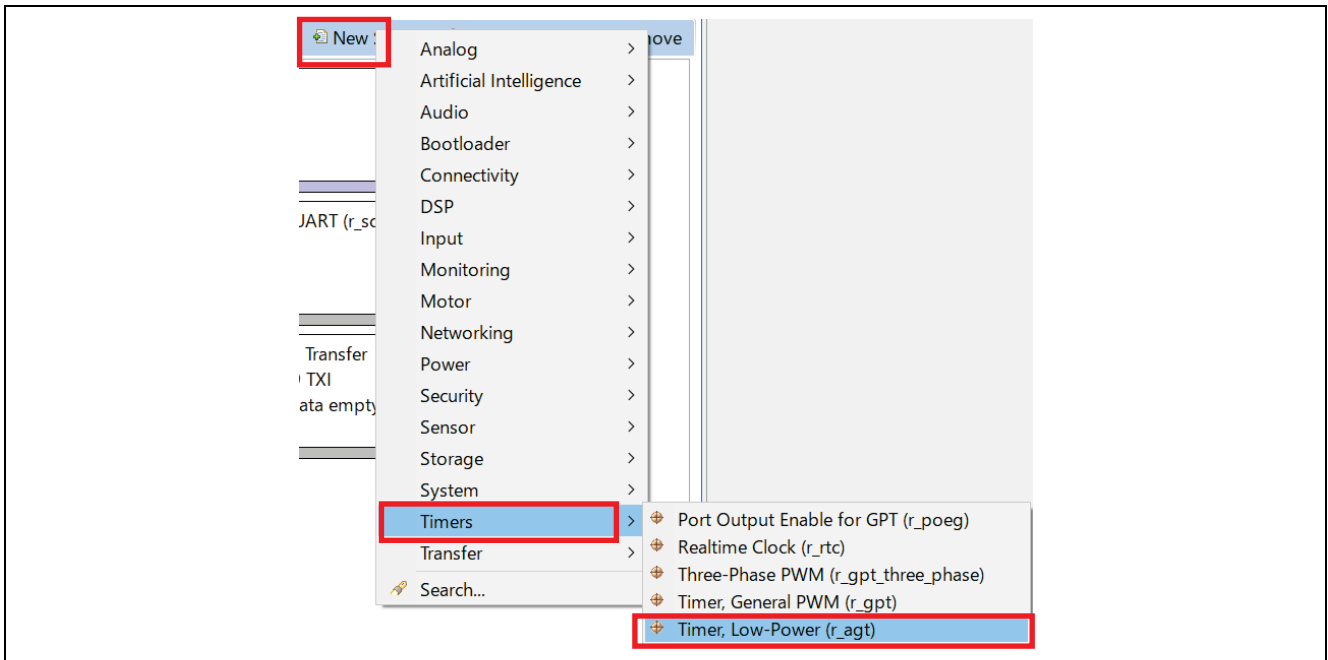 New
Analog
Artificial Intelligence
Audio
Bootloader
Connectivity
DSP
Input
Monitoring
Motor
Networking
Power
Security
Sensor
Storage
System
Timers
Transfer
Search...
Port Output Enable for GPT (r_poeg)
Realtime Clock (r_rtc)
Three-Phase PWM (r_gpt_three_phase)
Timer, General PWM (r_gpt)
Timer, Low-Power (r_agt)
ove
UART (r_sc
Transfer
TXI
ata empty